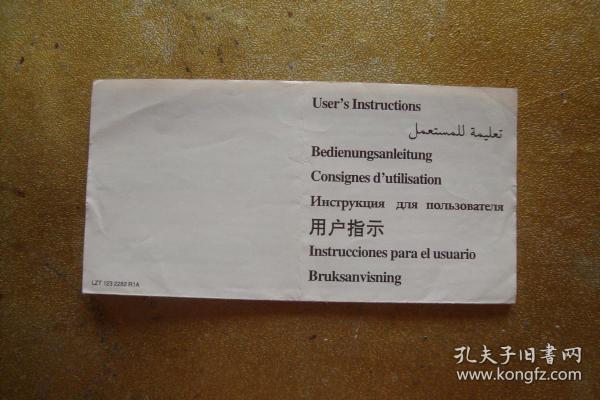 User's Instructions
تعليمة للمستعمل
Bedienungsanleitung
Consignes d'utilisation
Инструкция для пользователя
用户指示
Instrucciones para el usuario
Bruksanvisning
LZT 123 2282 R1A
孔夫子旧書网
www.kongfz.com